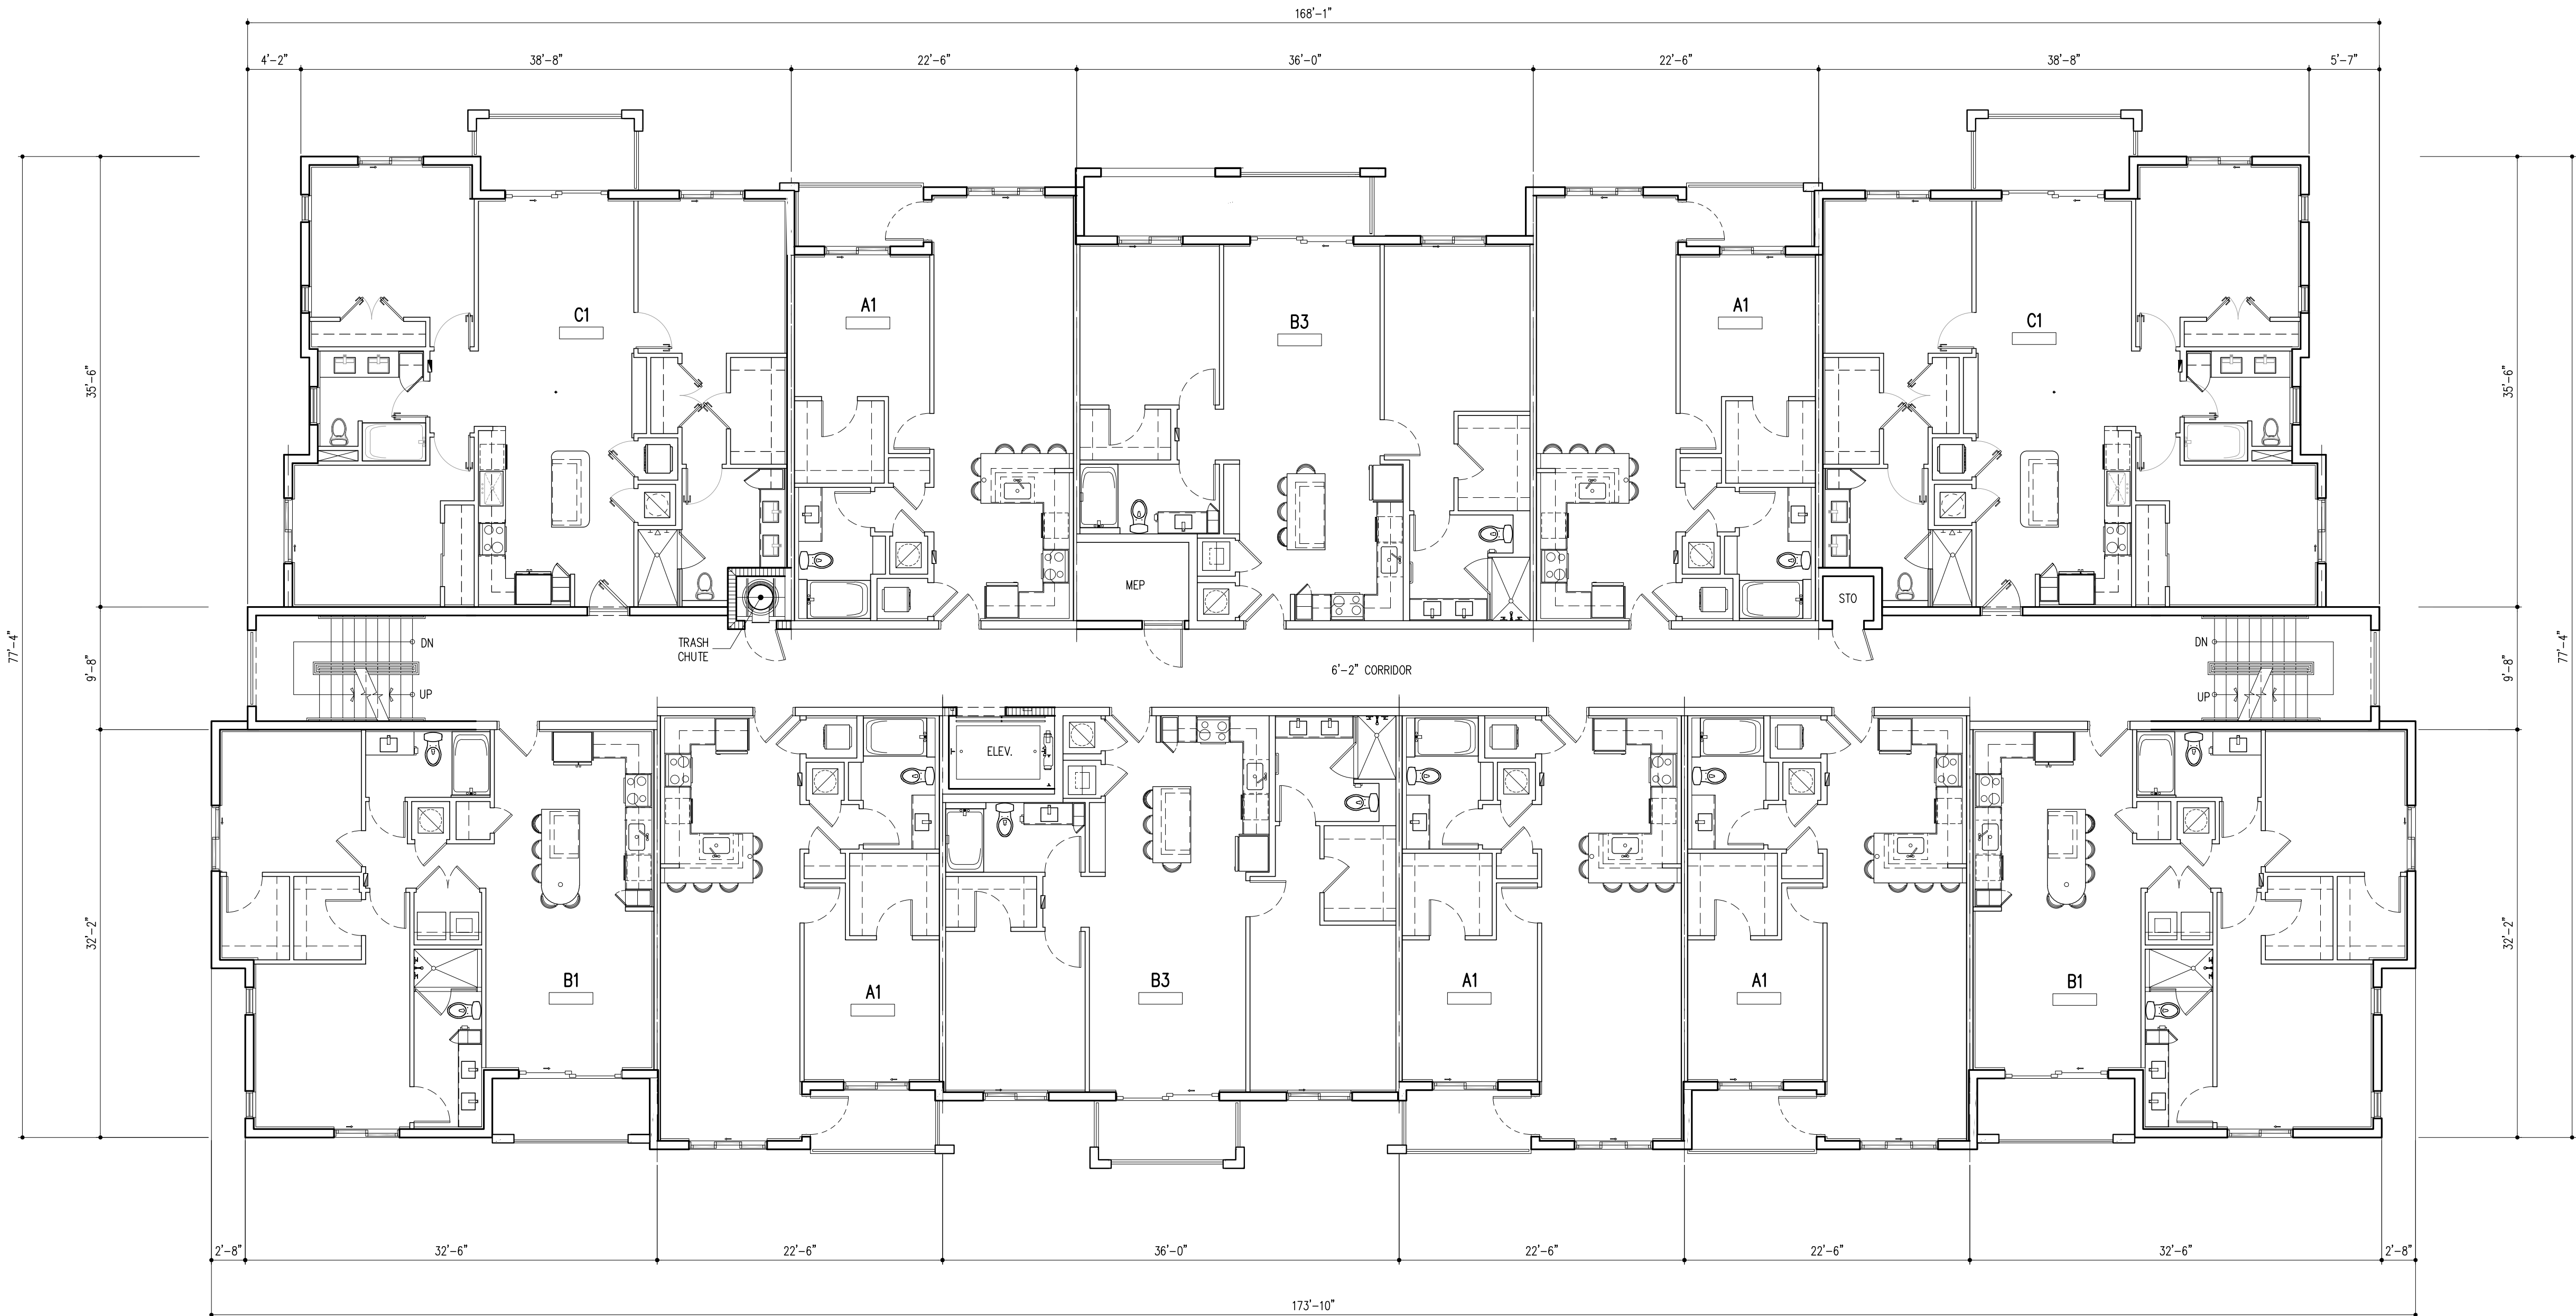 168'-1"
4'-2"
38'-8"
22'-6"
36'-0"
22'-6"
38'-8"
5'-7"
C1
A1
B3
A1
C1
35'-6"
35'-6"
MEP
STO
TRASH
CHUTE
DN
UP
6'-2" CORRIDOR
DN
UP
77'-4"
9'-8"
9'-8"
77'-4"
ELEV.
32'-2"
32'-2"
B1
A1
B3
A1
A1
B1
2'-8"
32'-6"
22'-6"
36'-0"
22'-6"
22'-6"
32'-6"
2'-8"
173'-10"